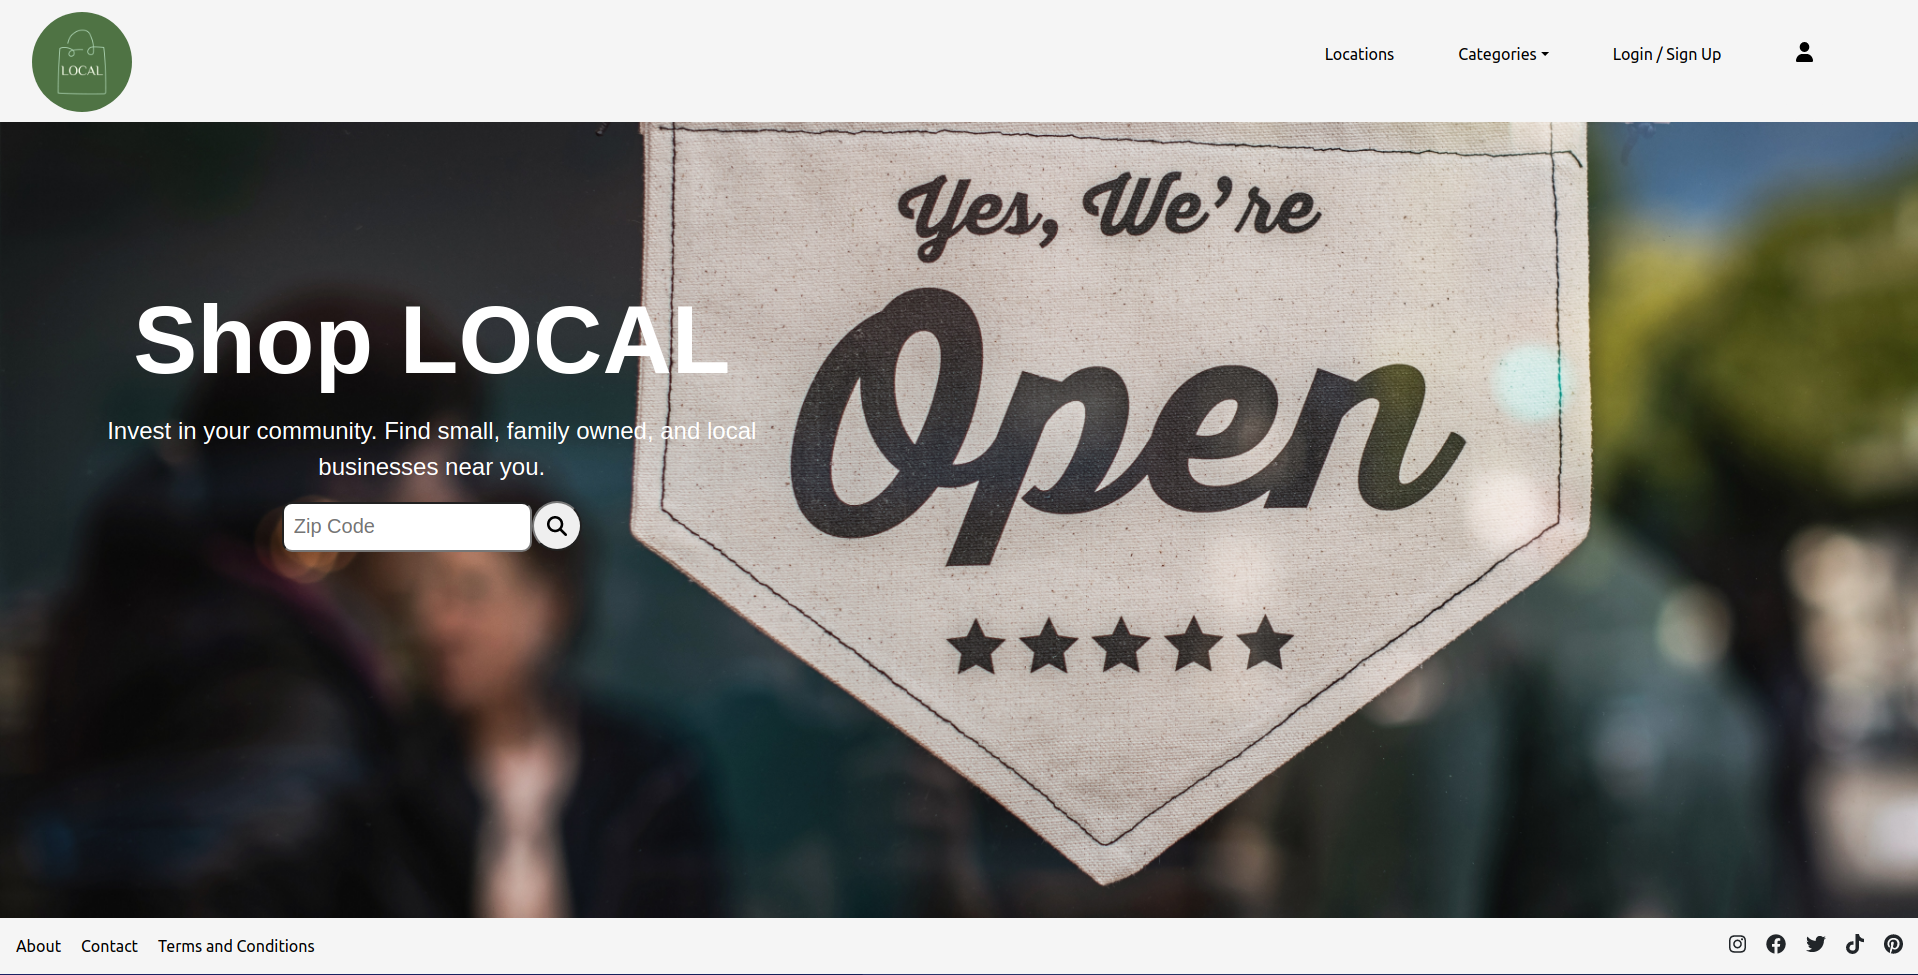 LOCAL
Locations
Categories
Login / Sign Up
Yes, We're
Open
Shop LOCAL
Invest in your community. Find small, family owned, and local
businesses near you.
Zip Code
About
Contact
Terms and Conditions